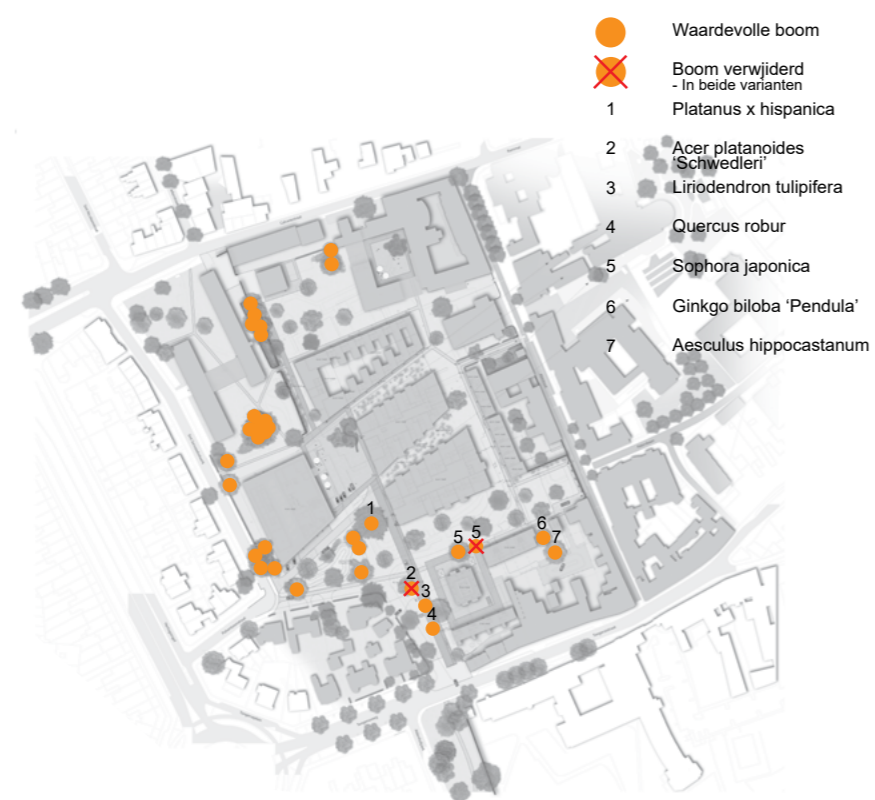 Waardevolle boom
Boom verwjiderd
- In beide varianten
1 Platanus x hispanica
2 Acer platanoides
‘Schwedleri’
3 Liriodendron tulipifera
4 Quercus robur
5 Sophora japonica
6 Ginkgo biloba ‘Pendula’
7 Aesculus hippocastanum
1
6
5 5
7
2
3
4